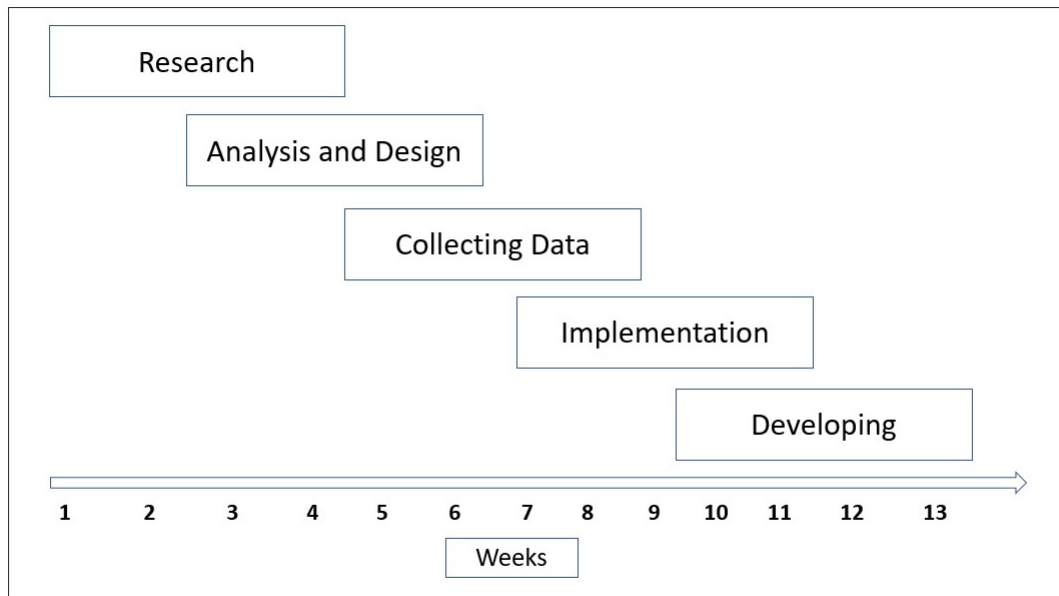 Research
Analysis and Design
Collecting Data
Implementation
Developing
1 2 3 4 5 6 7 8 9 10 11 12 13
Weeks